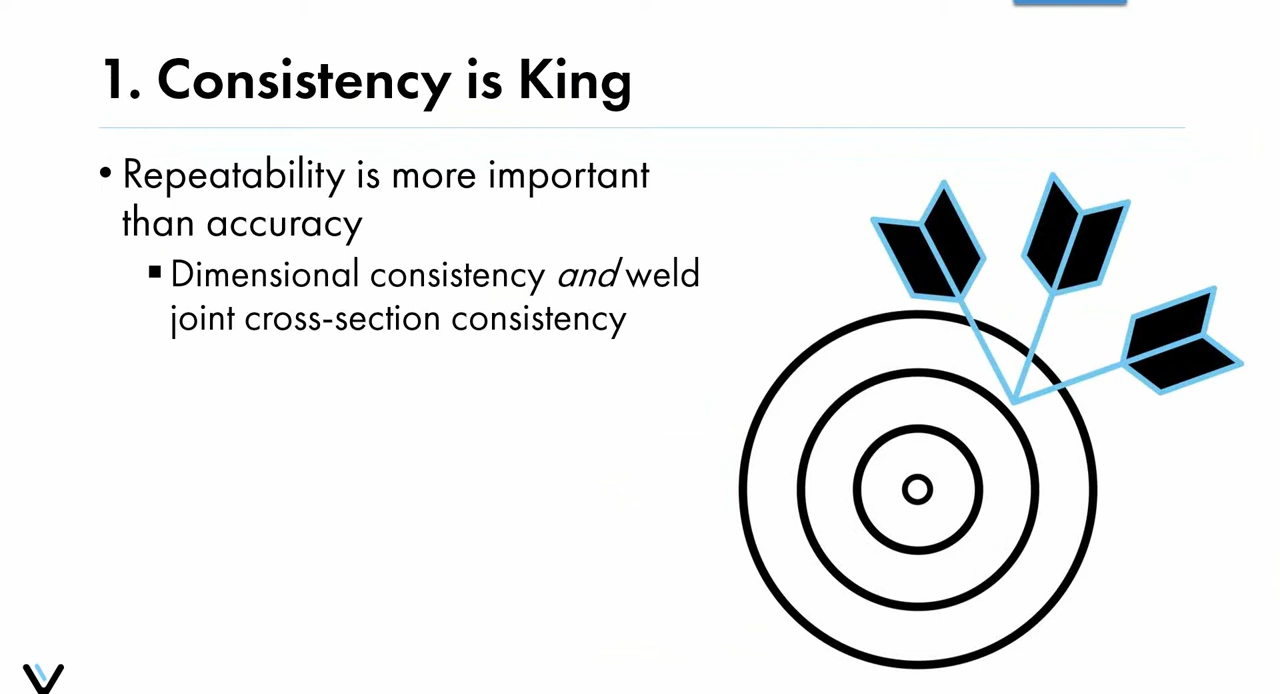 1. Consistency is King
• Repeatability is more important
than accuracy
▪ Dimensional consistency and weld
joint cross-section consistency